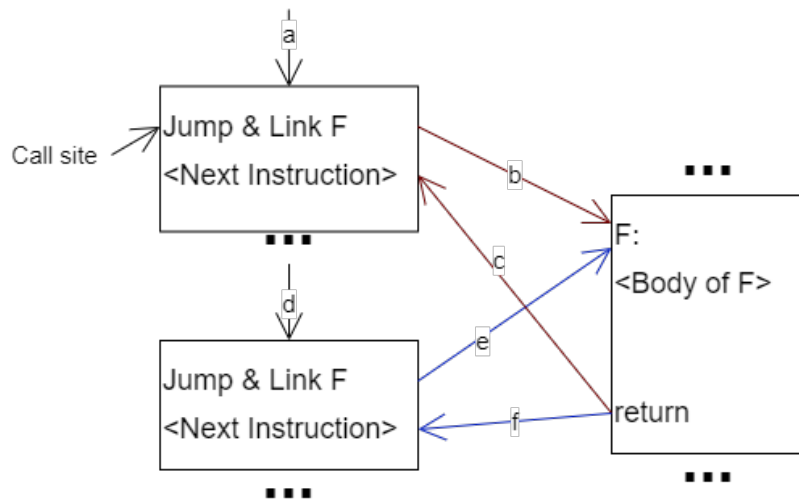 a
Jump & Link F
Call site
<Next Instruction>
b
...
...
F:
c
<Body of F>
d
e
Jump & Link F
<Next Instruction>
f
return
...
...